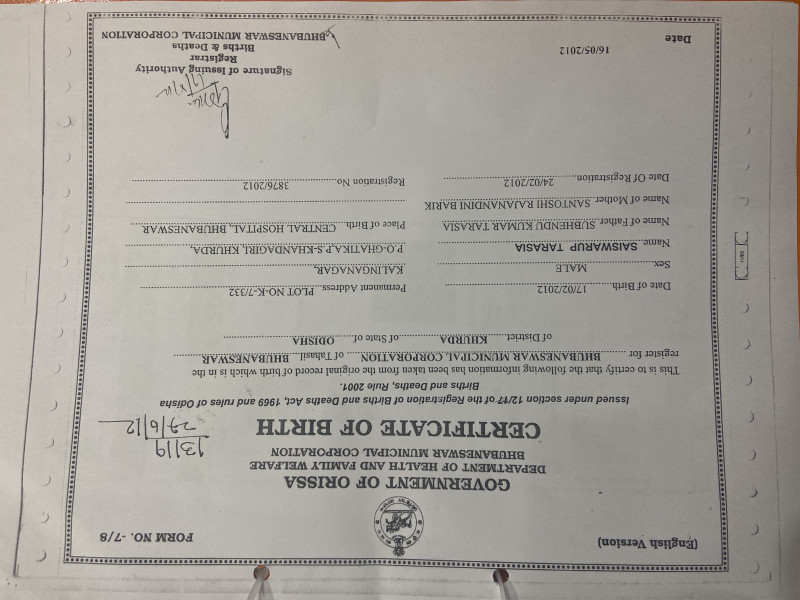 (English Version)
FORM NO. -7/8
GOVERNMENT OF ORISSA
DEPARTMENT OF HEALTH AND FAMILY WELFARE
BHUBANESWAR MUNICIPAL CORPORATION
CERTIFICATE OF BIRTH
13119
27/6/12
Issued under section 12/17 of the Registration of Births and Deaths, Act, 1969 and rules of Odisha
Births and Deaths, Rule 2001.
This is to certify that the following information has been taken from the original record of birth which is in the
register for BHUBANESWAR MUNICIPAL CORPORATION of Tahasil BHUBANESWAR
of District. KHURDA of State of ODISHA
Date of Birth 17/02/2012
Sex MALE
Name SAISWARUP TARASIA
Name of Father. SUBHENDU KUMAR TARASIA
Name of Mother. SANTOSHI RAJANANDINI BARIK
Date Of Registration 24/02/2012
Permanent Address PLOT NO-K-7/332
KALINGANAGAR,
P.O-GHATIKA,P.S-KHANDAGIRI, KHURDA,
Place of Birth. CENTRAL HOSPITAL, BHUBANESWAR
Registration No. 3876/2012
Date 16/05/2012
Signature of Issuing Authority
Registrar
Births & Deaths
BHUBANESWAR MUNICIPAL CORPORATION